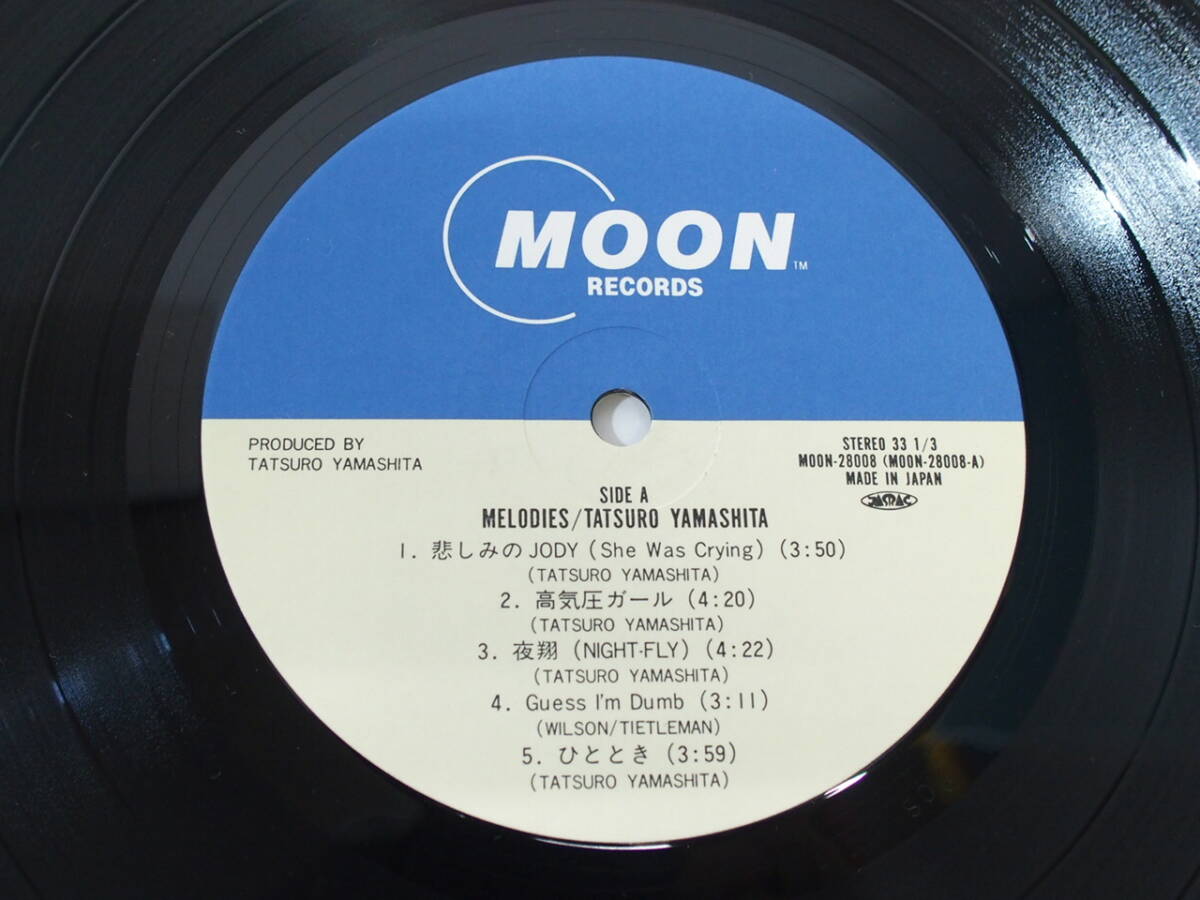 MOON TM
RECORDS
PRODUCED BY
TATSURO YAMASHITA
STEREO 33 1/3
MOON-28008 (MOON-28008-A)
MADE IN JAPAN
JASRAC
SIDE A
MELODIES/TATSURO YAMASHITA
1. 悲しみのJODY (She Was Crying) (3:50)
(TATSURO YAMASHITA)
2. 高気圧ガール (4:20)
(TATSURO YAMASHITA)
3. 夜翔 (NIGHT-FLY) (4:22)
(TATSURO YAMASHITA)
4. Guess I'm Dumb (3:11)
(WILSON/TIETLEMAN)
5. ひととき (3:59)
(TATSURO YAMASHITA)